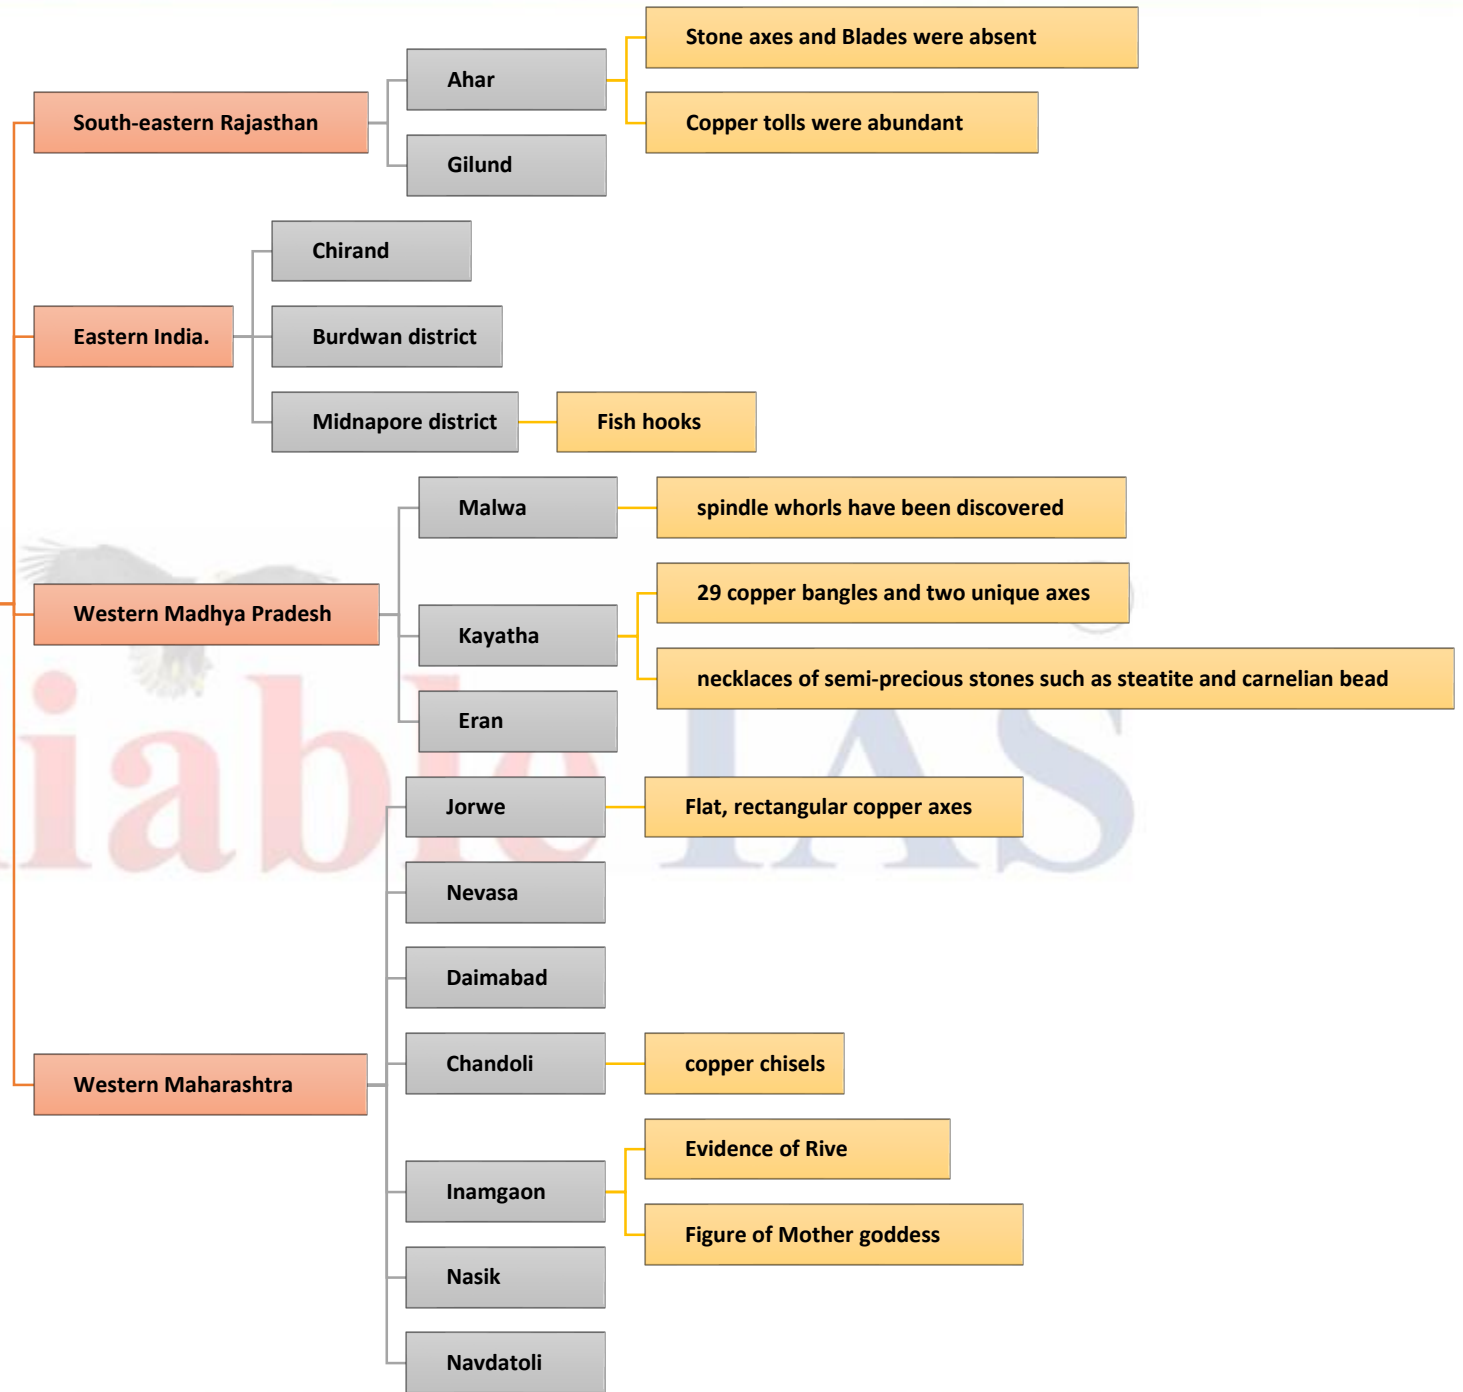 South-eastern Rajasthan
Ahar
Stone axes and Blades were absent
Copper tolls were abundant
Gilund
Eastern India.
Chirand
Burdwan district
Midnapore district
Fish hooks
Western Madhya Pradesh
Malwa
spindle whorls have been discovered
Kayatha
29 copper bangles and two unique axes
necklaces of semi-precious stones such as steatite and carnelian bead
Eran
Western Maharashtra
Jorwe
Flat, rectangular copper axes
Nevasa
Daimabad
Chandoli
copper chisels
Inamgaon
Evidence of Rive
Figure of Mother goddess
Nasik
Navdatoli
iable IAS